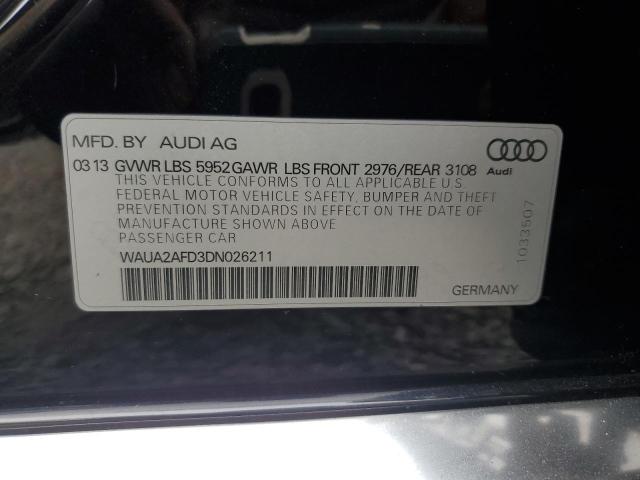 MFD. BY AUDI AG
03 13 GVWR LBS 5952 GAWR LBS FRONT 2976/REAR 3108
Audi
THIS VEHICLE CONFORMS TO ALL APPLICABLE U.S.
FEDERAL MOTOR VEHICLE SAFETY, BUMPER AND THEFT
PREVENTION STANDARDS IN EFFECT ON THE DATE OF
MANUFACTURE SHOWN ABOVE
PASSENGER CAR
WAUA2AFD3DN026211
GERMANY
1033507